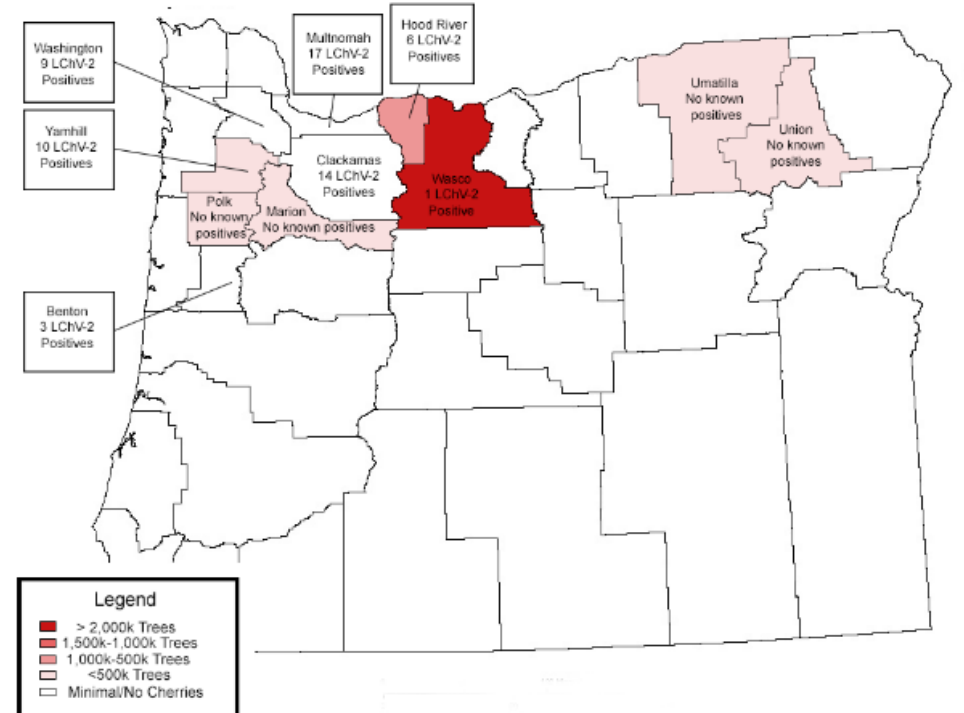 Washington
9 LChV-2
Positives
Multnomah
17 LChV-2
Positives
Hood River
6 LChV-2
Positives
Yamhill
10 LChV-2
Positives
Umatilla
No known
positives
Union
No known
positives
Clackamas
14 LChV-2
Positives
Wasco
1 LChV-2
Positive
Polk
No known
positives
Marion
No known positives
Benton
3 LChV-2
Positives
Legend
> 2,000k Trees
1,500k-1,000k Trees
1,000k-500k Trees
<500k Trees
Minimal/No Cherries